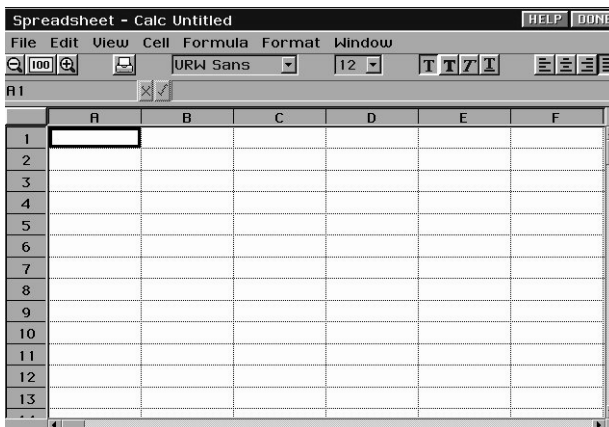 Spreadsheet - Calc Untitled HELP DONE
File Edit View Cell Formula Format Window
100 URW Sans 12 T T T T
A1
A B C D E F
1
2
3
4
5
6
7
8
9
10
11
12
13